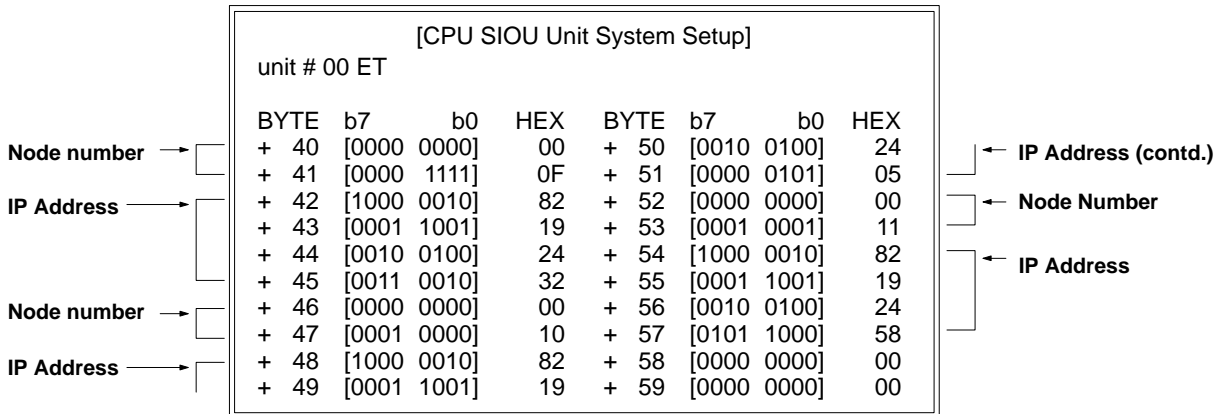 [CPU SIOU Unit System Setup]
unit # 00 ET
BYTE b7 b0 HEX BYTE b7 b0 HEX
Node number + 40 [0000 0000] 00 + 50 [0010 0100] 24 IP Address (contd.)
+ 41 [0000 1111] 0F + 51 [0000 0101] 05
IP Address + 42 [1000 0010] 82 + 52 [0000 0000] 00 Node Number
+ 43 [0001 1001] 19 + 53 [0001 0001] 11
+ 44 [0010 0100] 24 + 54 [1000 0010] 82 IP Address
+ 45 [0011 0010] 32 + 55 [0001 1001] 19
Node number + 46 [0000 0000] 00 + 56 [0010 0100] 24
+ 47 [0001 0000] 10 + 57 [0101 1000] 58
IP Address + 48 [1000 0010] 82 + 58 [0000 0000] 00
+ 49 [0001 1001] 19 + 59 [0000 0000] 00